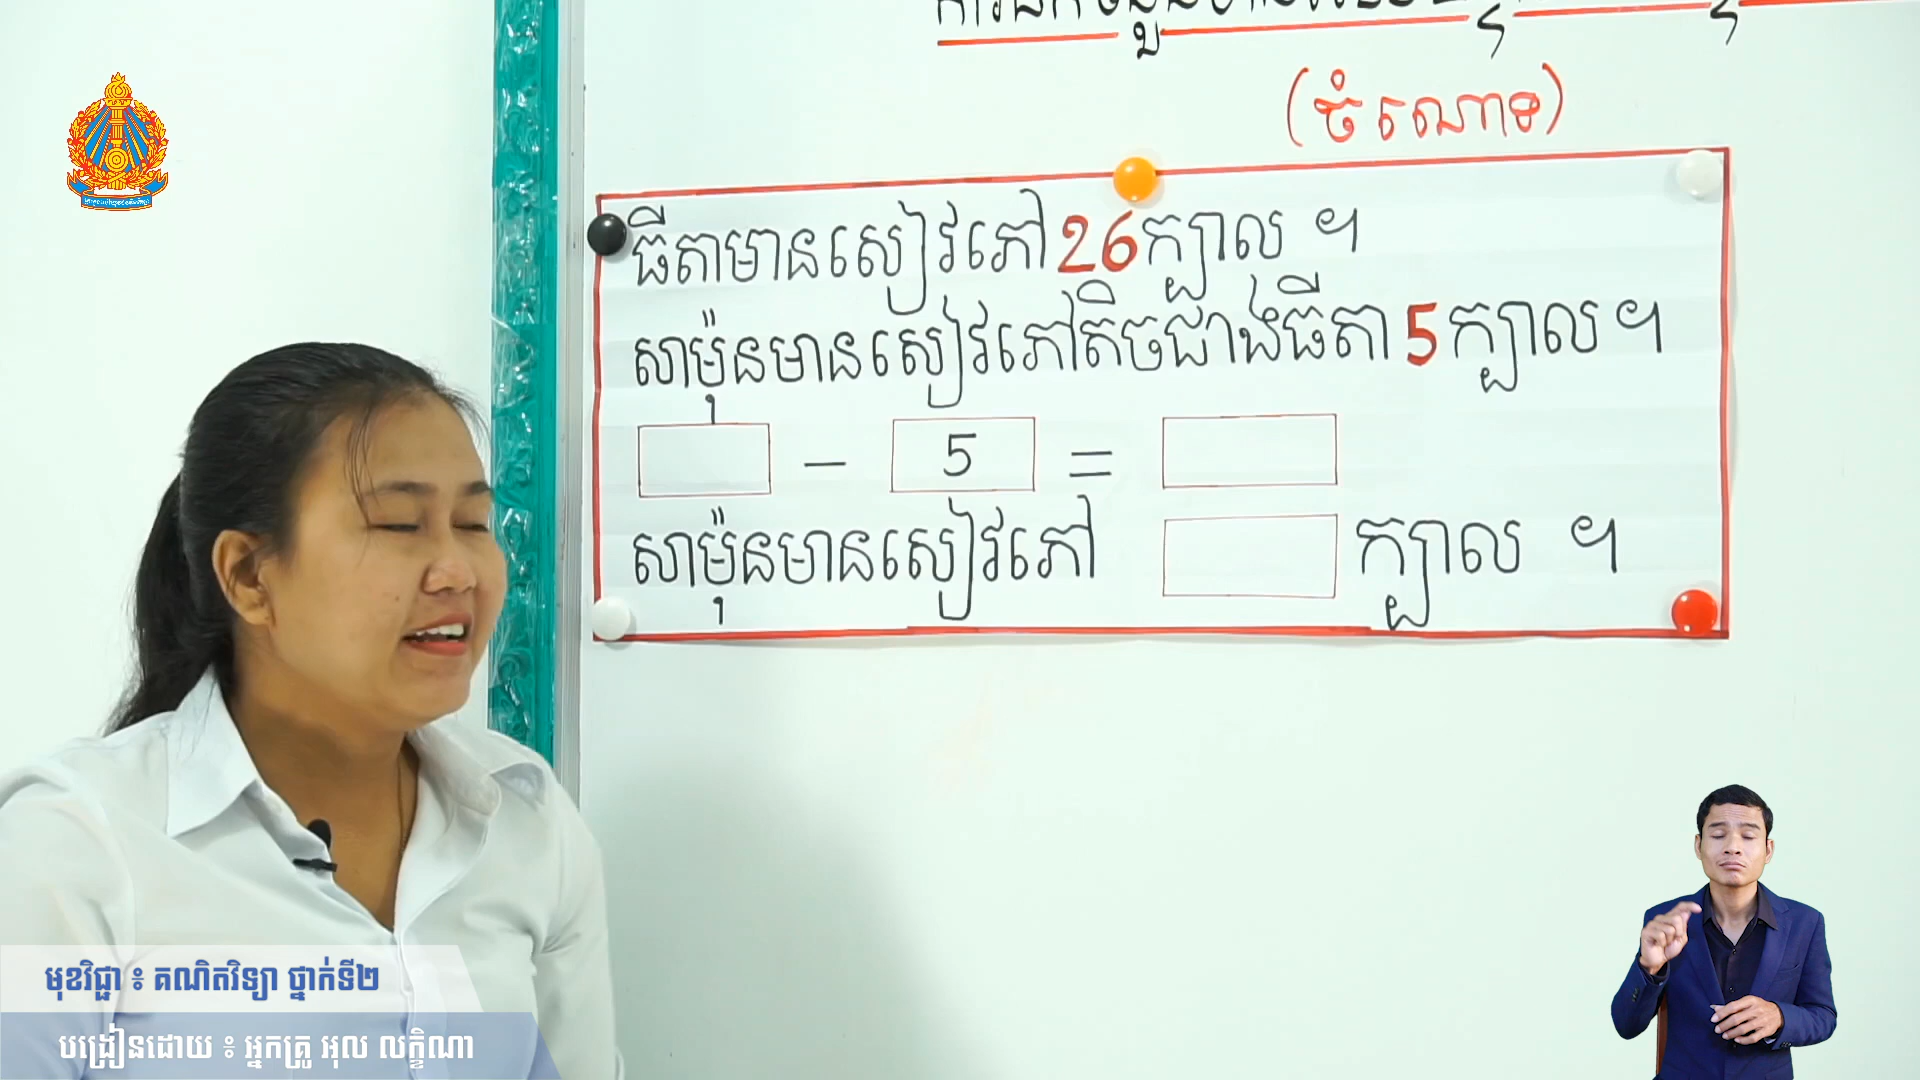 (ចំណោទ)
ធីតាមានសៀវភៅ 26 ក្បាល ។
សាម៉ុនមានសៀវភៅតិចជាងធីតា 5 ក្បាល ។
- 5 =
សាម៉ុនមានសៀវភៅ ក្បាល ។
មុខវិជ្ជា ៖ គណិតវិទ្យា ថ្នាក់ទី២
បង្រៀនដោយ ៖ អ្នកគ្រូ អុល លក្ខិណា